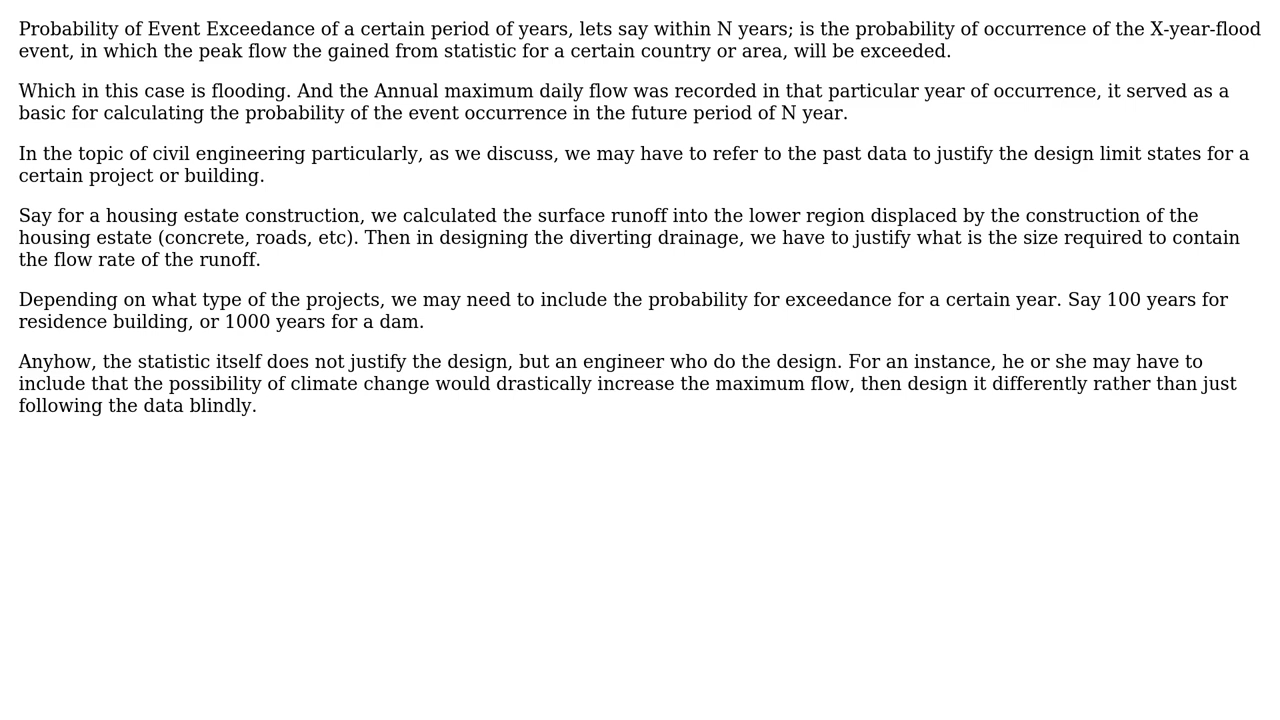 Probability of Event Exceedance of a certain period of years, lets say within N years; is the probability of occurrence of the X-year-flood
event, in which the peak flow the gained from statistic for a certain country or area, will be exceeded.
Which in this case is flooding. And the Annual maximum daily flow was recorded in that particular year of occurrence, it served as a
basic for calculating the probability of the event occurrence in the future period of N year.
In the topic of civil engineering particularly, as we discuss, we may have to refer to the past data to justify the design limit states for a
certain project or building.
Say for a housing estate construction, we calculated the surface runoff into the lower region displaced by the construction of the
housing estate (concrete, roads, etc). Then in designing the diverting drainage, we have to justify what is the size required to contain
the flow rate of the runoff.
Depending on what type of the projects, we may need to include the probability for exceedance for a certain year. Say 100 years for
residence building, or 1000 years for a dam.
Anyhow, the statistic itself does not justify the design, but an engineer who do the design. For an instance, he or she may have to
include that the possibility of climate change would drastically increase the maximum flow, then design it differently rather than just
following the data blindly.